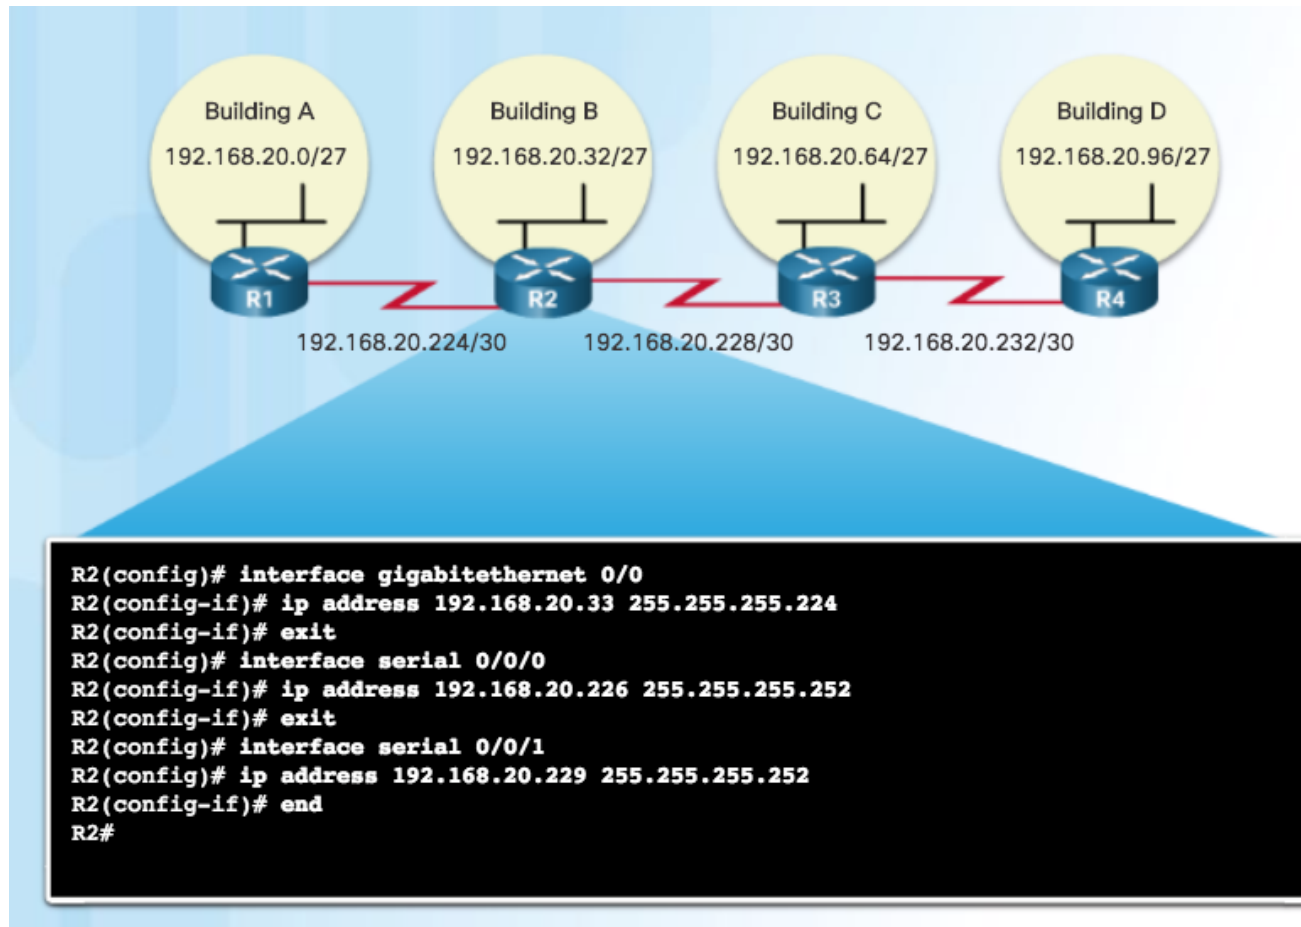 Building A
Building B
Building C
Building D
192.168.20.0/27
192.168.20.32/27
192.168.20.64/27
192.168.20.96/27
R1
R2
R3
R4
192.168.20.224/30
192.168.20.228/30
192.168.20.232/30
R2(config)# interface gigabitethernet 0/0
R2(config-if)# ip address 192.168.20.33 255.255.255.224
R2(config-if)# exit
R2(config)# interface serial 0/0/0
R2(config-if)# ip address 192.168.20.226 255.255.255.252
R2(config-if)# exit
R2(config)# interface serial 0/0/1
R2(config)# ip address 192.168.20.229 255.255.255.252
R2(config-if)# end
R2#